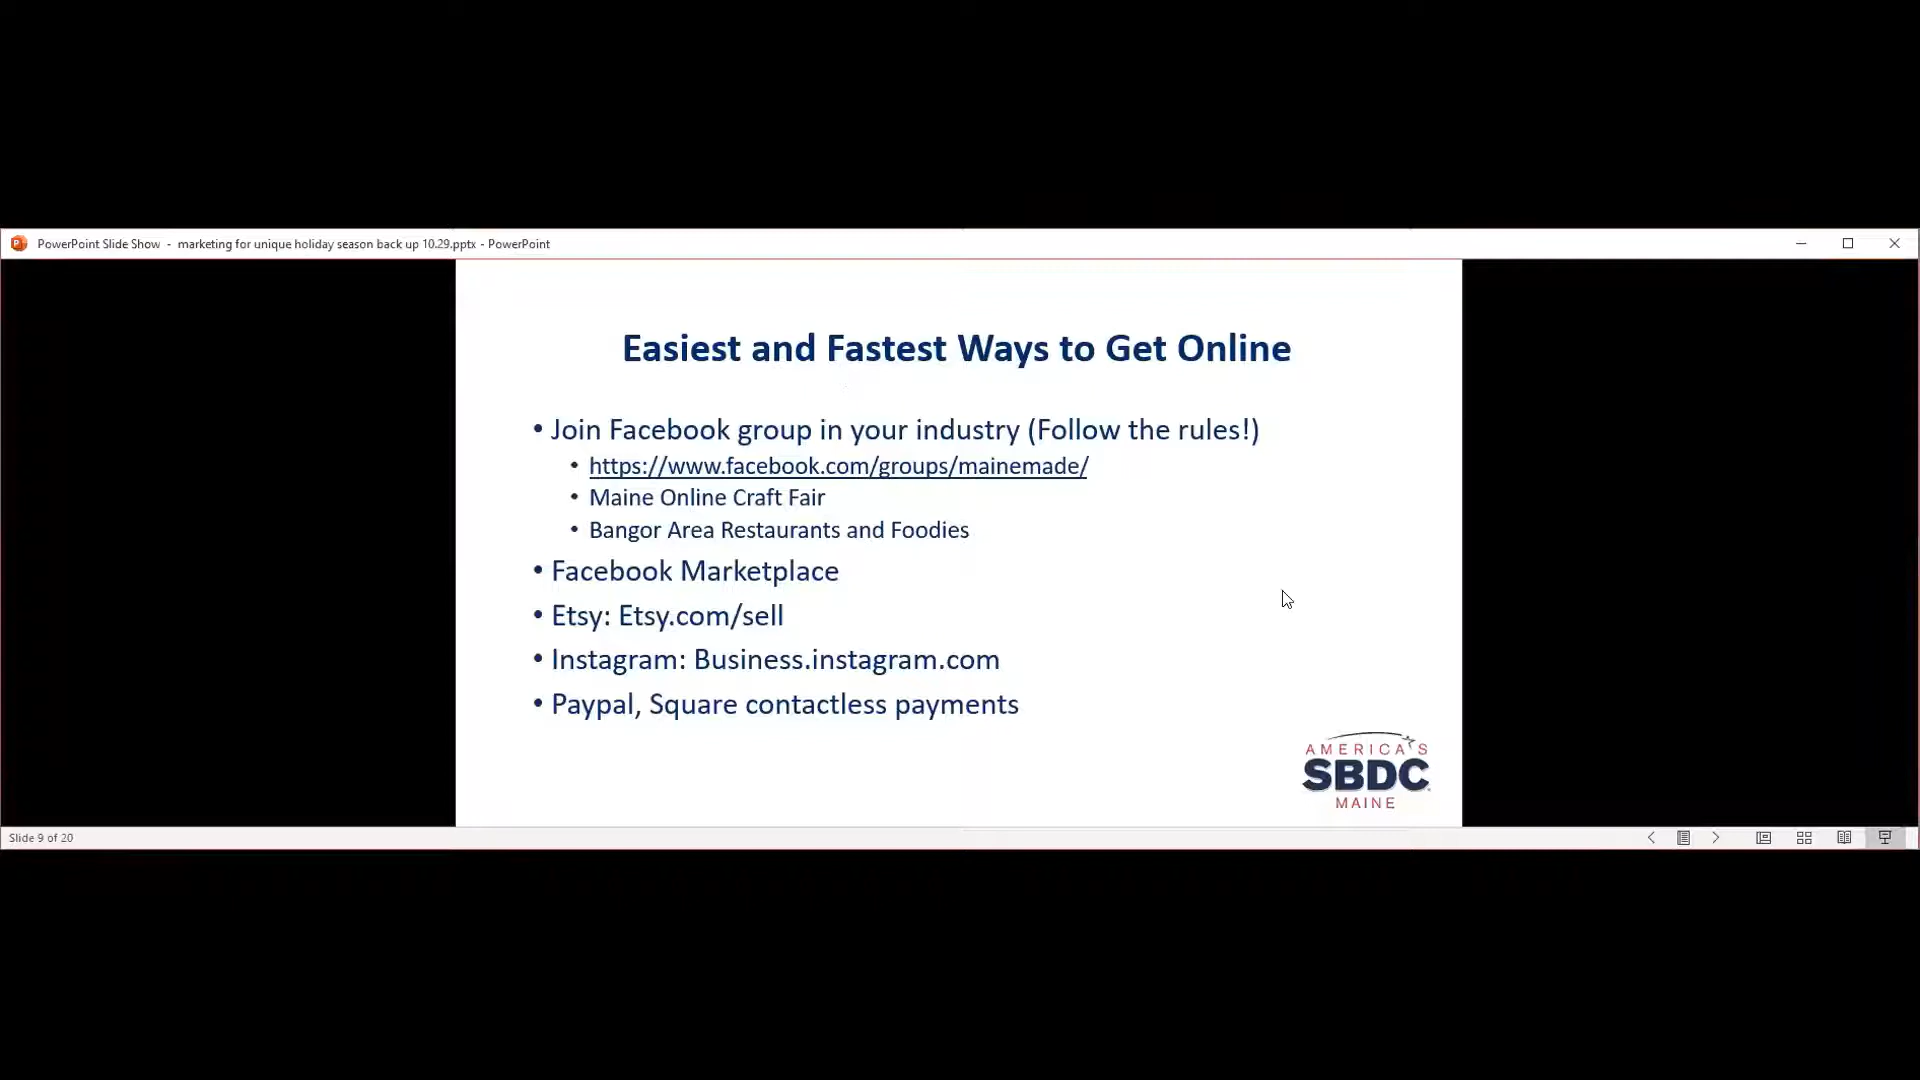 PowerPoint Slide Show - marketing for unique holiday season back up 10.29.pptx - PowerPoint
Easiest and Fastest Ways to Get Online
• Join Facebook group in your industry (Follow the rules!)
• https://www.facebook.com/groups/mainemade/
• Maine Online Craft Fair
• Bangor Area Restaurants and Foodies
• Facebook Marketplace
• Etsy: Etsy.com/sell
• Instagram: Business.instagram.com
• Paypal, Square contactless payments
AMERICA'S
SBDC
MAINE
Slide 9 of 20